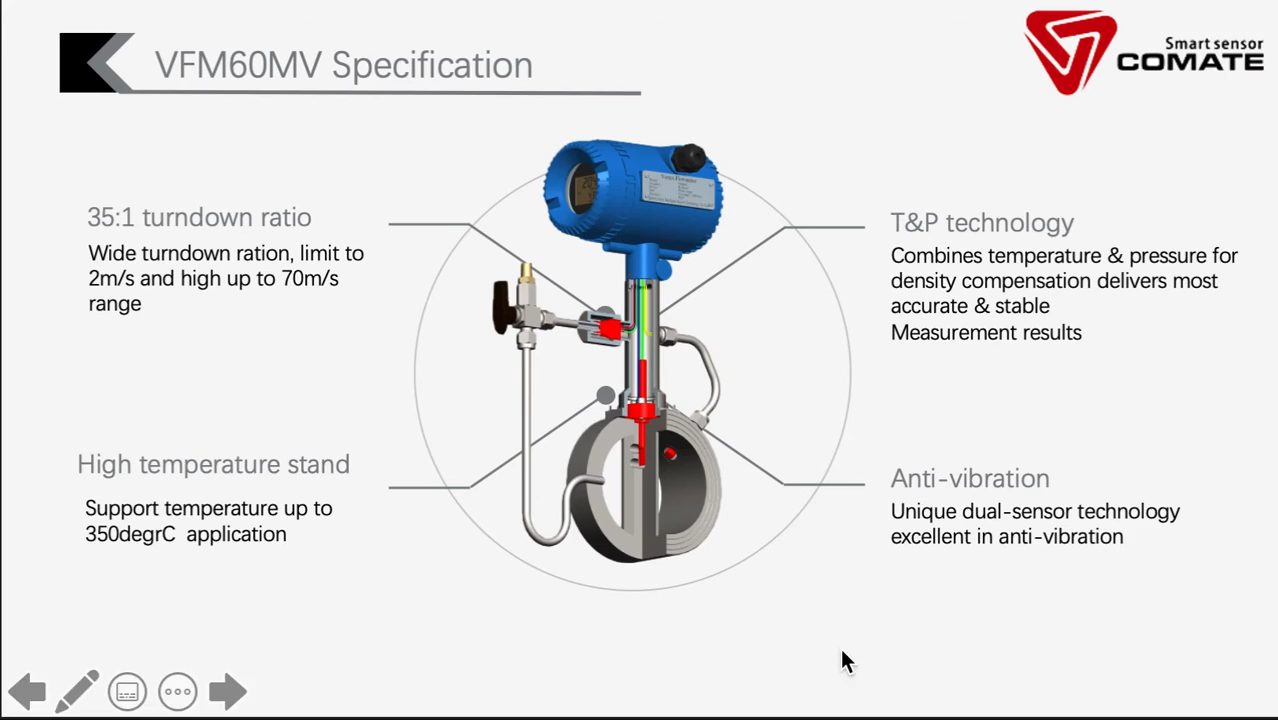 VFM60MV Specification
Smart sensor
COMATE
35:1 turndown ratio
Wide turndown ration, limit to
2m/s and high up to 70m/s
range
T&P technology
Combines temperature & pressure for
density compensation delivers most
accurate & stable
Measurement results
High temperature stand
Support temperature up to
350degrC application
Anti-vibration
Unique dual-sensor technology
excellent in anti-vibration